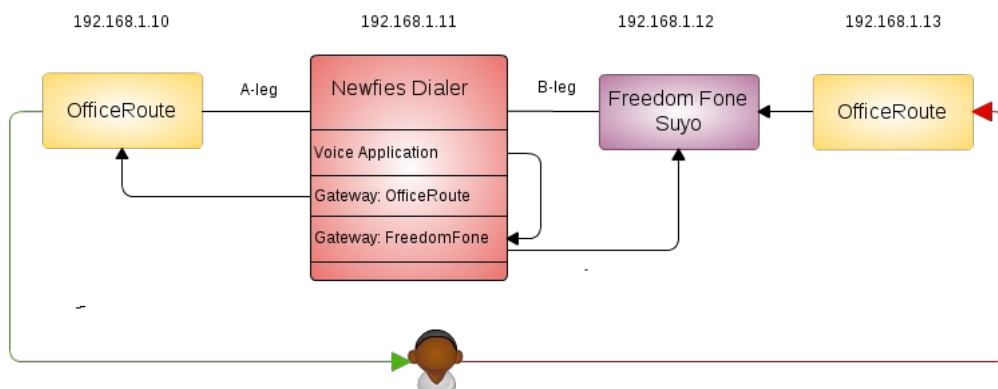 192.168.1.10
192.168.1.11
192.168.1.12
192.168.1.13
OfficeRoute
A-leg
Newfies Dialer
B-leg
Freedom Fone
Suyo
OfficeRoute
Voice Application
Gateway: OfficeRoute
Gateway: FreedomFone